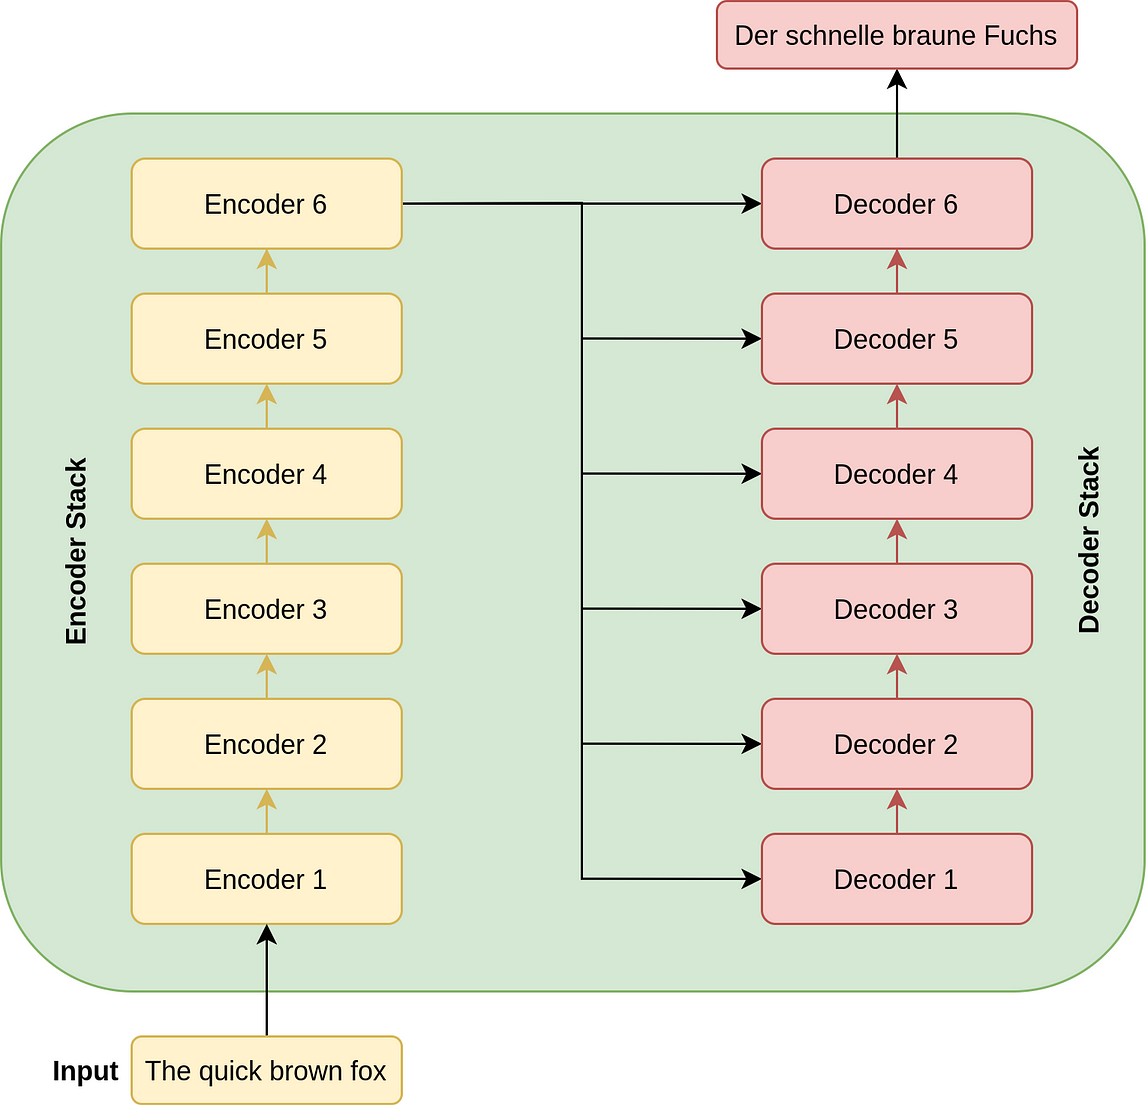 Der schnelle braune Fuchs
Encoder 6
Decoder 6
Encoder 5
Decoder 5
Encoder 4
Decoder 4
Encoder Stack
Decoder Stack
Encoder 3
Decoder 3
Encoder 2
Decoder 2
Encoder 1
Decoder 1
Input
The quick brown fox